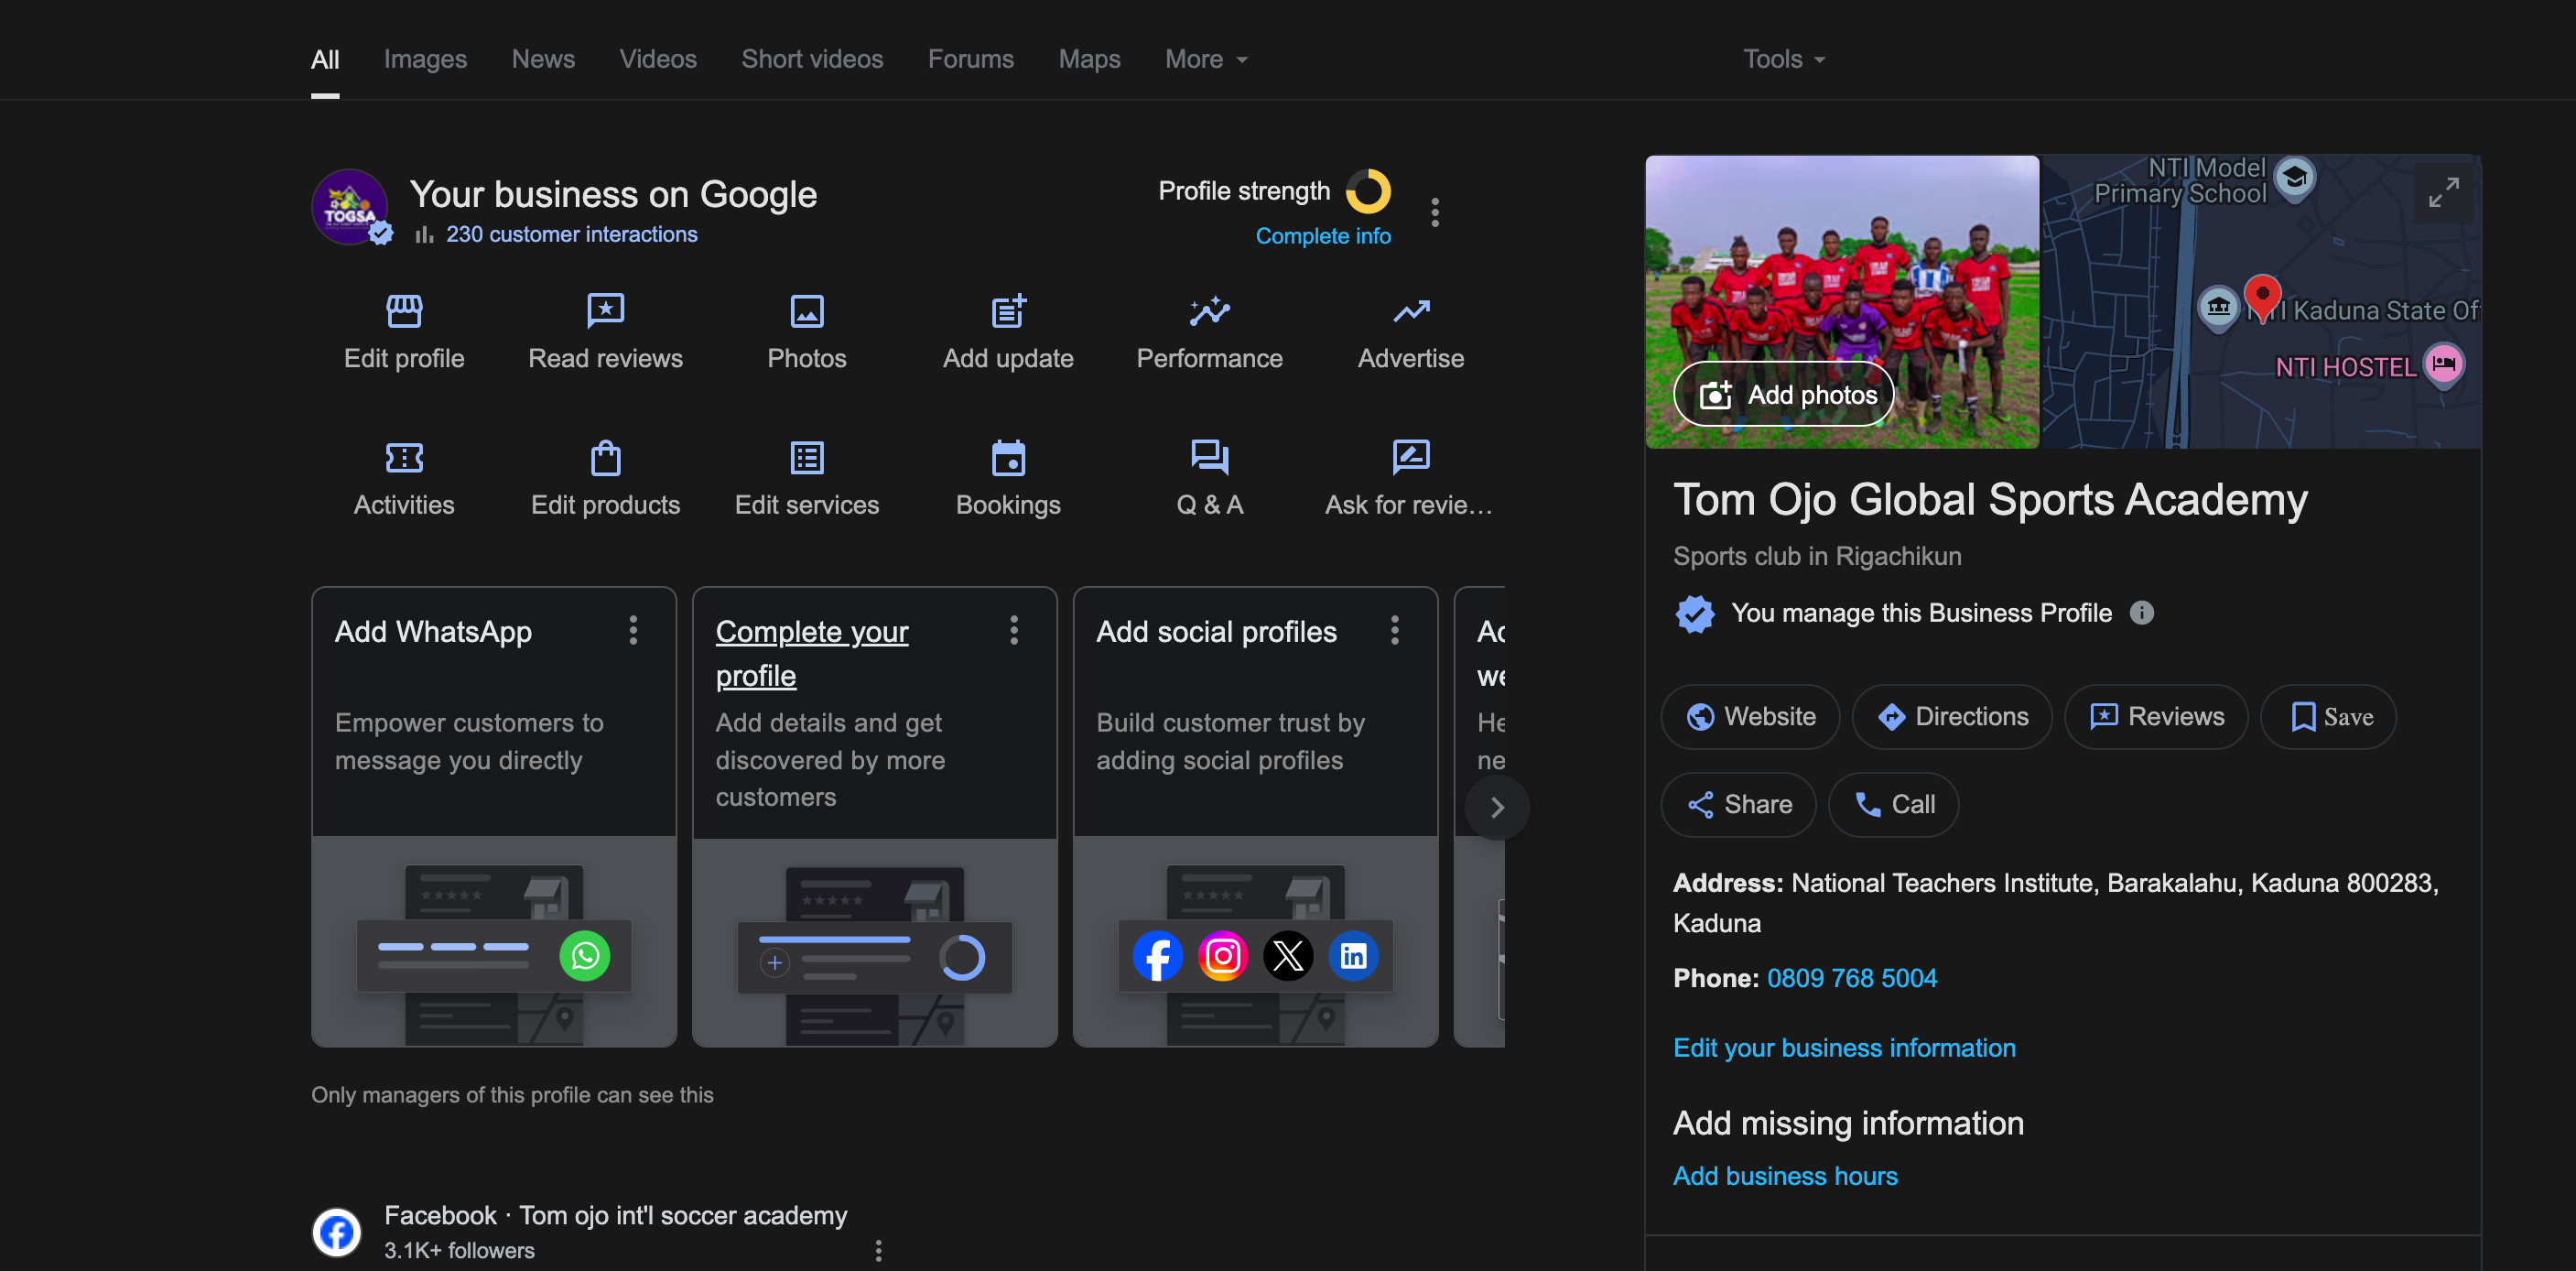 All Images News Videos Short videos Forums Maps More Tools
TOGSA
Your business on Google
230 customer interactions
Profile strength
Complete info
Edit profile Read reviews Photos Add update Performance Advertise
Activities Edit products Edit services Bookings Q & A Ask for revie…
Add WhatsApp
Empower customers to
message you directly
Complete your
profile
Add details and get
discovered by more
customers
Add social profiles
Build customer trust by
adding social profiles
Only managers of this profile can see this
Facebook · Tom ojo int'l soccer academy
3.1K+ followers
Add photos
NTI Model
Primary School
Kaduna State
NTI HOSTEL
Tom Ojo Global Sports Academy
Sports club in Rigachikun
You manage this Business Profile
Website Directions Reviews Save
Share Call
Address: National Teachers Institute, Barakalahu, Kaduna 800283,
Kaduna
Phone: 0809 768 5004
Edit your business information
Add missing information
Add business hours